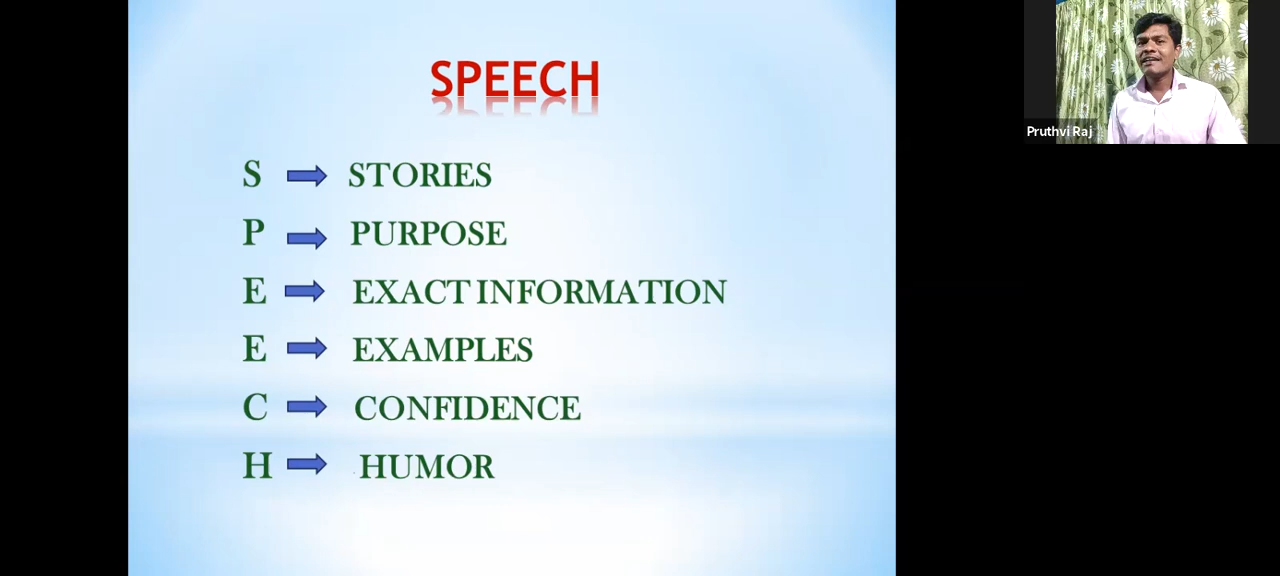 SPEECH
S STORIES
P PURPOSE
E EXACT INFORMATION
E EXAMPLES
C CONFIDENCE
H HUMOR
Pruthvi Raj